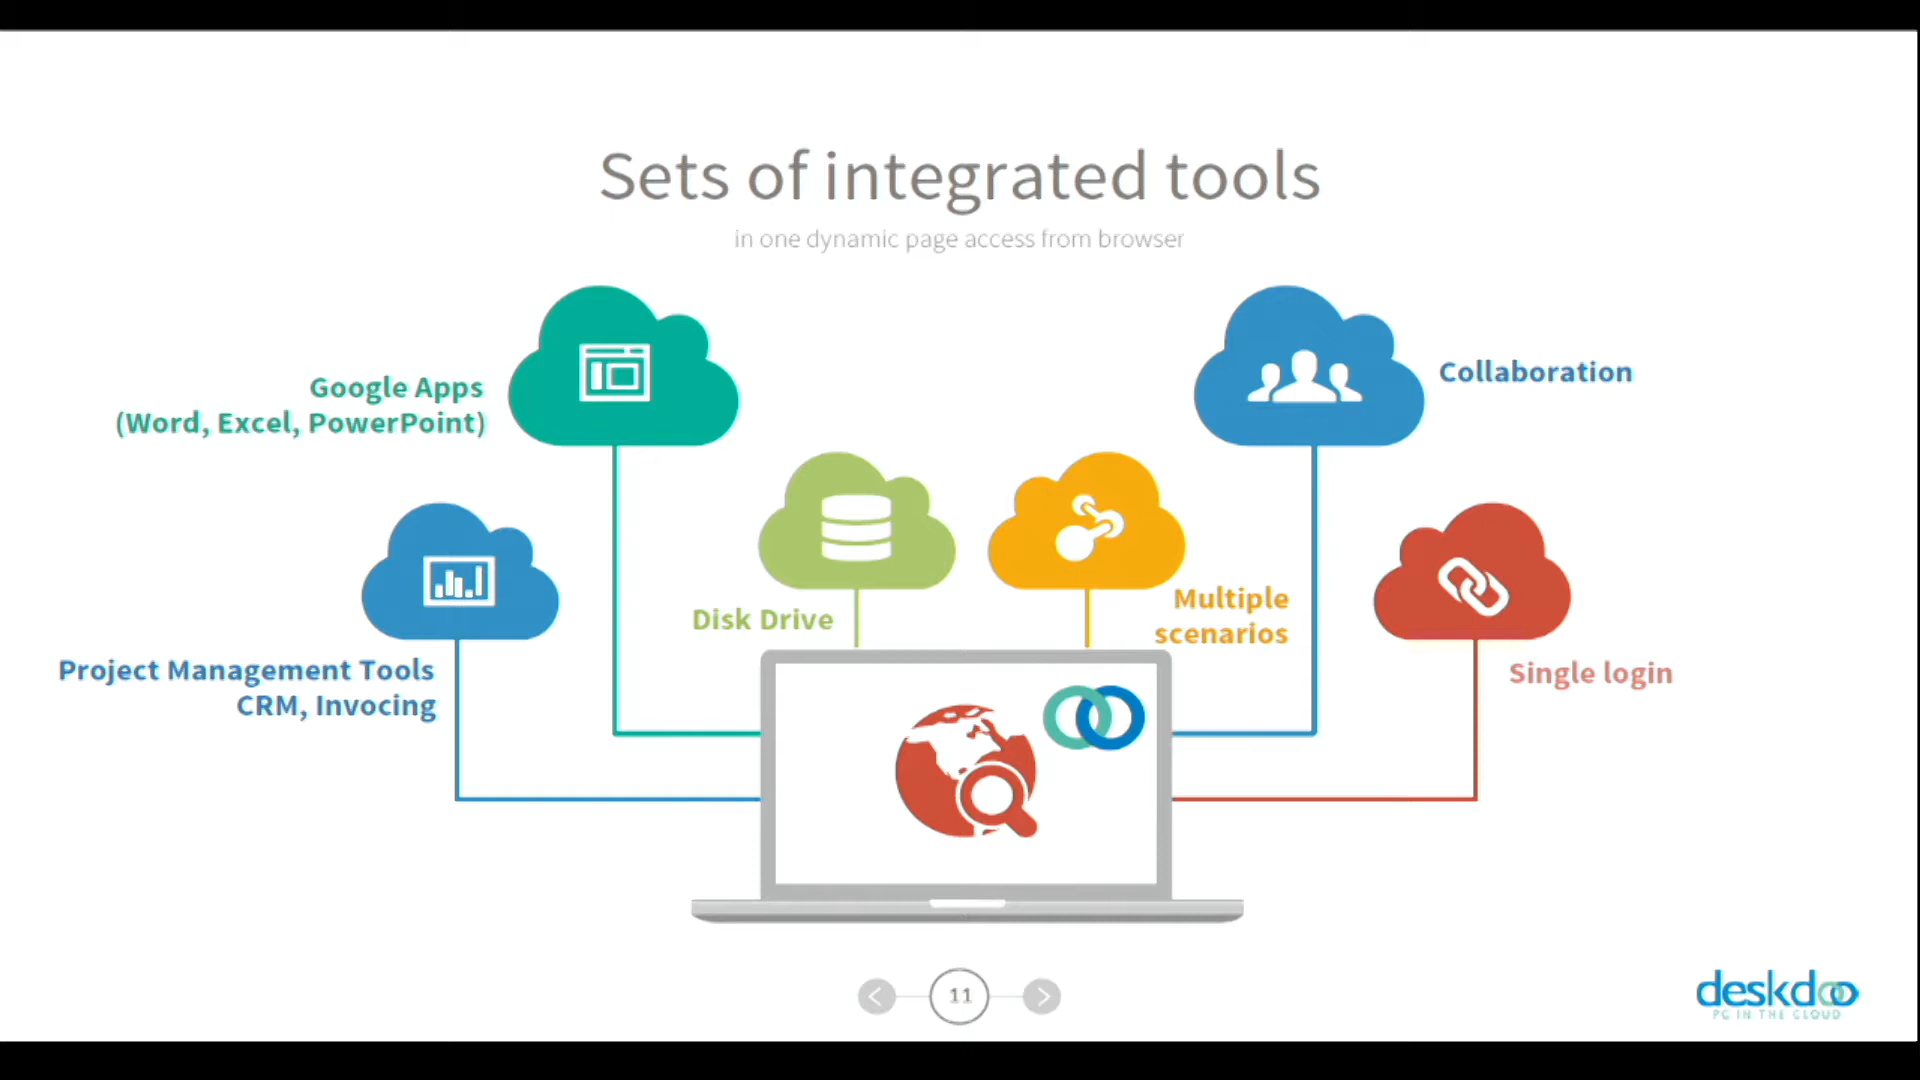 Sets of integrated tools
in one dynamic page access from browser
Google Apps
(Word, Excel, PowerPoint)
Collaboration
Disk Drive
Multiple
scenarios
Project Management Tools
CRM, Invocing
Single login
11
deskdoo
PC IN THE CLOUD